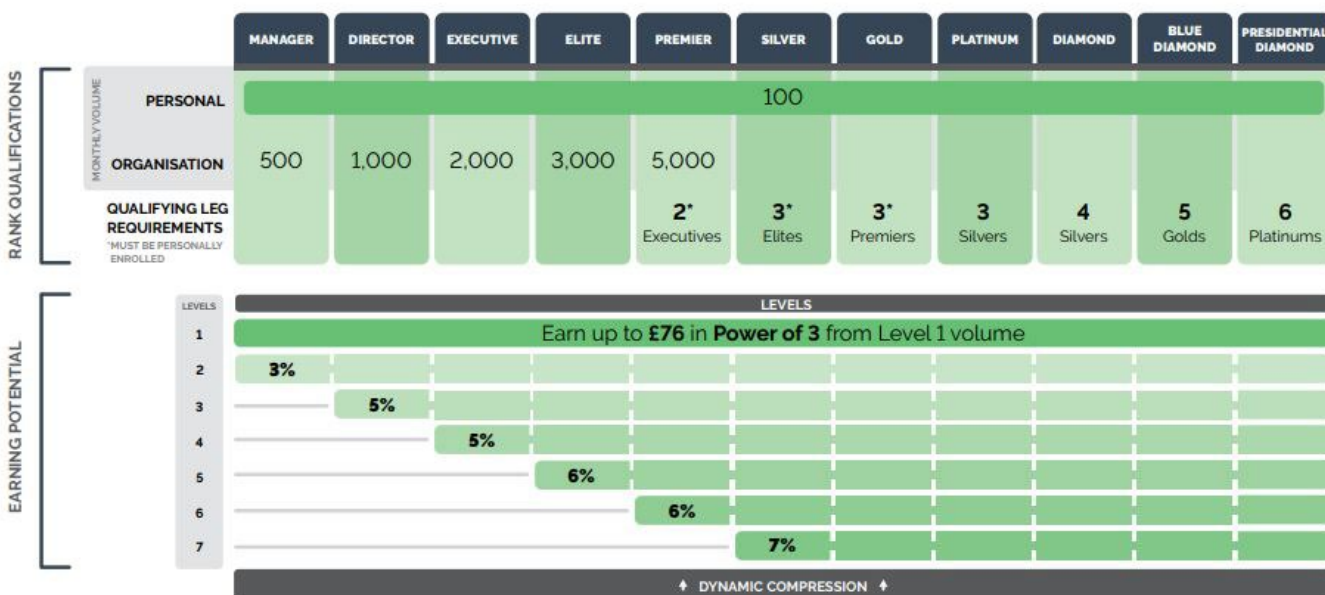 MANAGER DIRECTOR EXECUTIVE ELITE PREMIER SILVER GOLD PLATINUM DIAMOND BLUE DIAMOND PRESIDENTIAL DIAMOND
RANK QUALIFICATIONS
MONTHLY VOLUME
PERSONAL 100
ORGANISATION 500 1,000 2,000 3,000 5,000
QUALIFYING LEG REQUIREMENTS
*MUST BE PERSONALLY ENROLLED
2* Executives
3* Elites
3* Premiers
3 Silvers
4 Silvers
5 Golds
6 Platinums
EARNING POTENTIAL
LEVELS LEVELS
1 Earn up to £76 in Power of 3 from Level 1 volume
2 3%
3 5%
4 5%
5 6%
6 6%
7 7%
DYNAMIC COMPRESSION